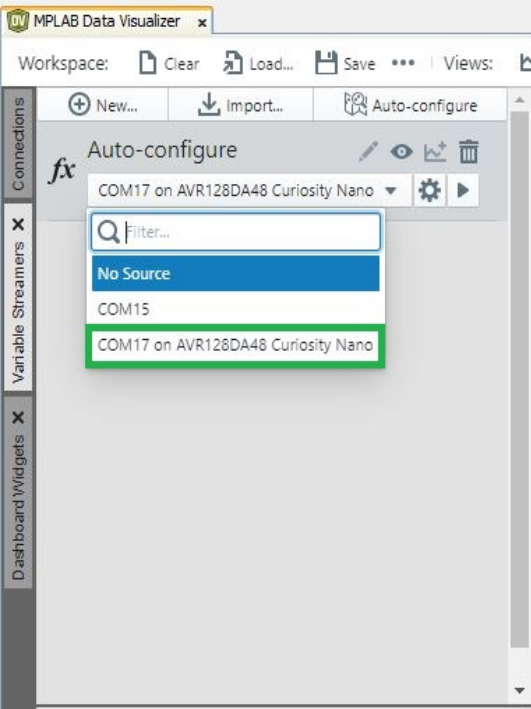 DV MPLAB Data Visualizer x
Workspace: Clear Load... Save ••• Views:
New... Import... Auto-configure
Connections
fx Auto-configure
COM17 on AVR128DA48 Curiosity Nano
Filter...
No Source
COM15
COM17 on AVR128DA48 Curiosity Nano
Variable Streamers
Dashboard Widgets